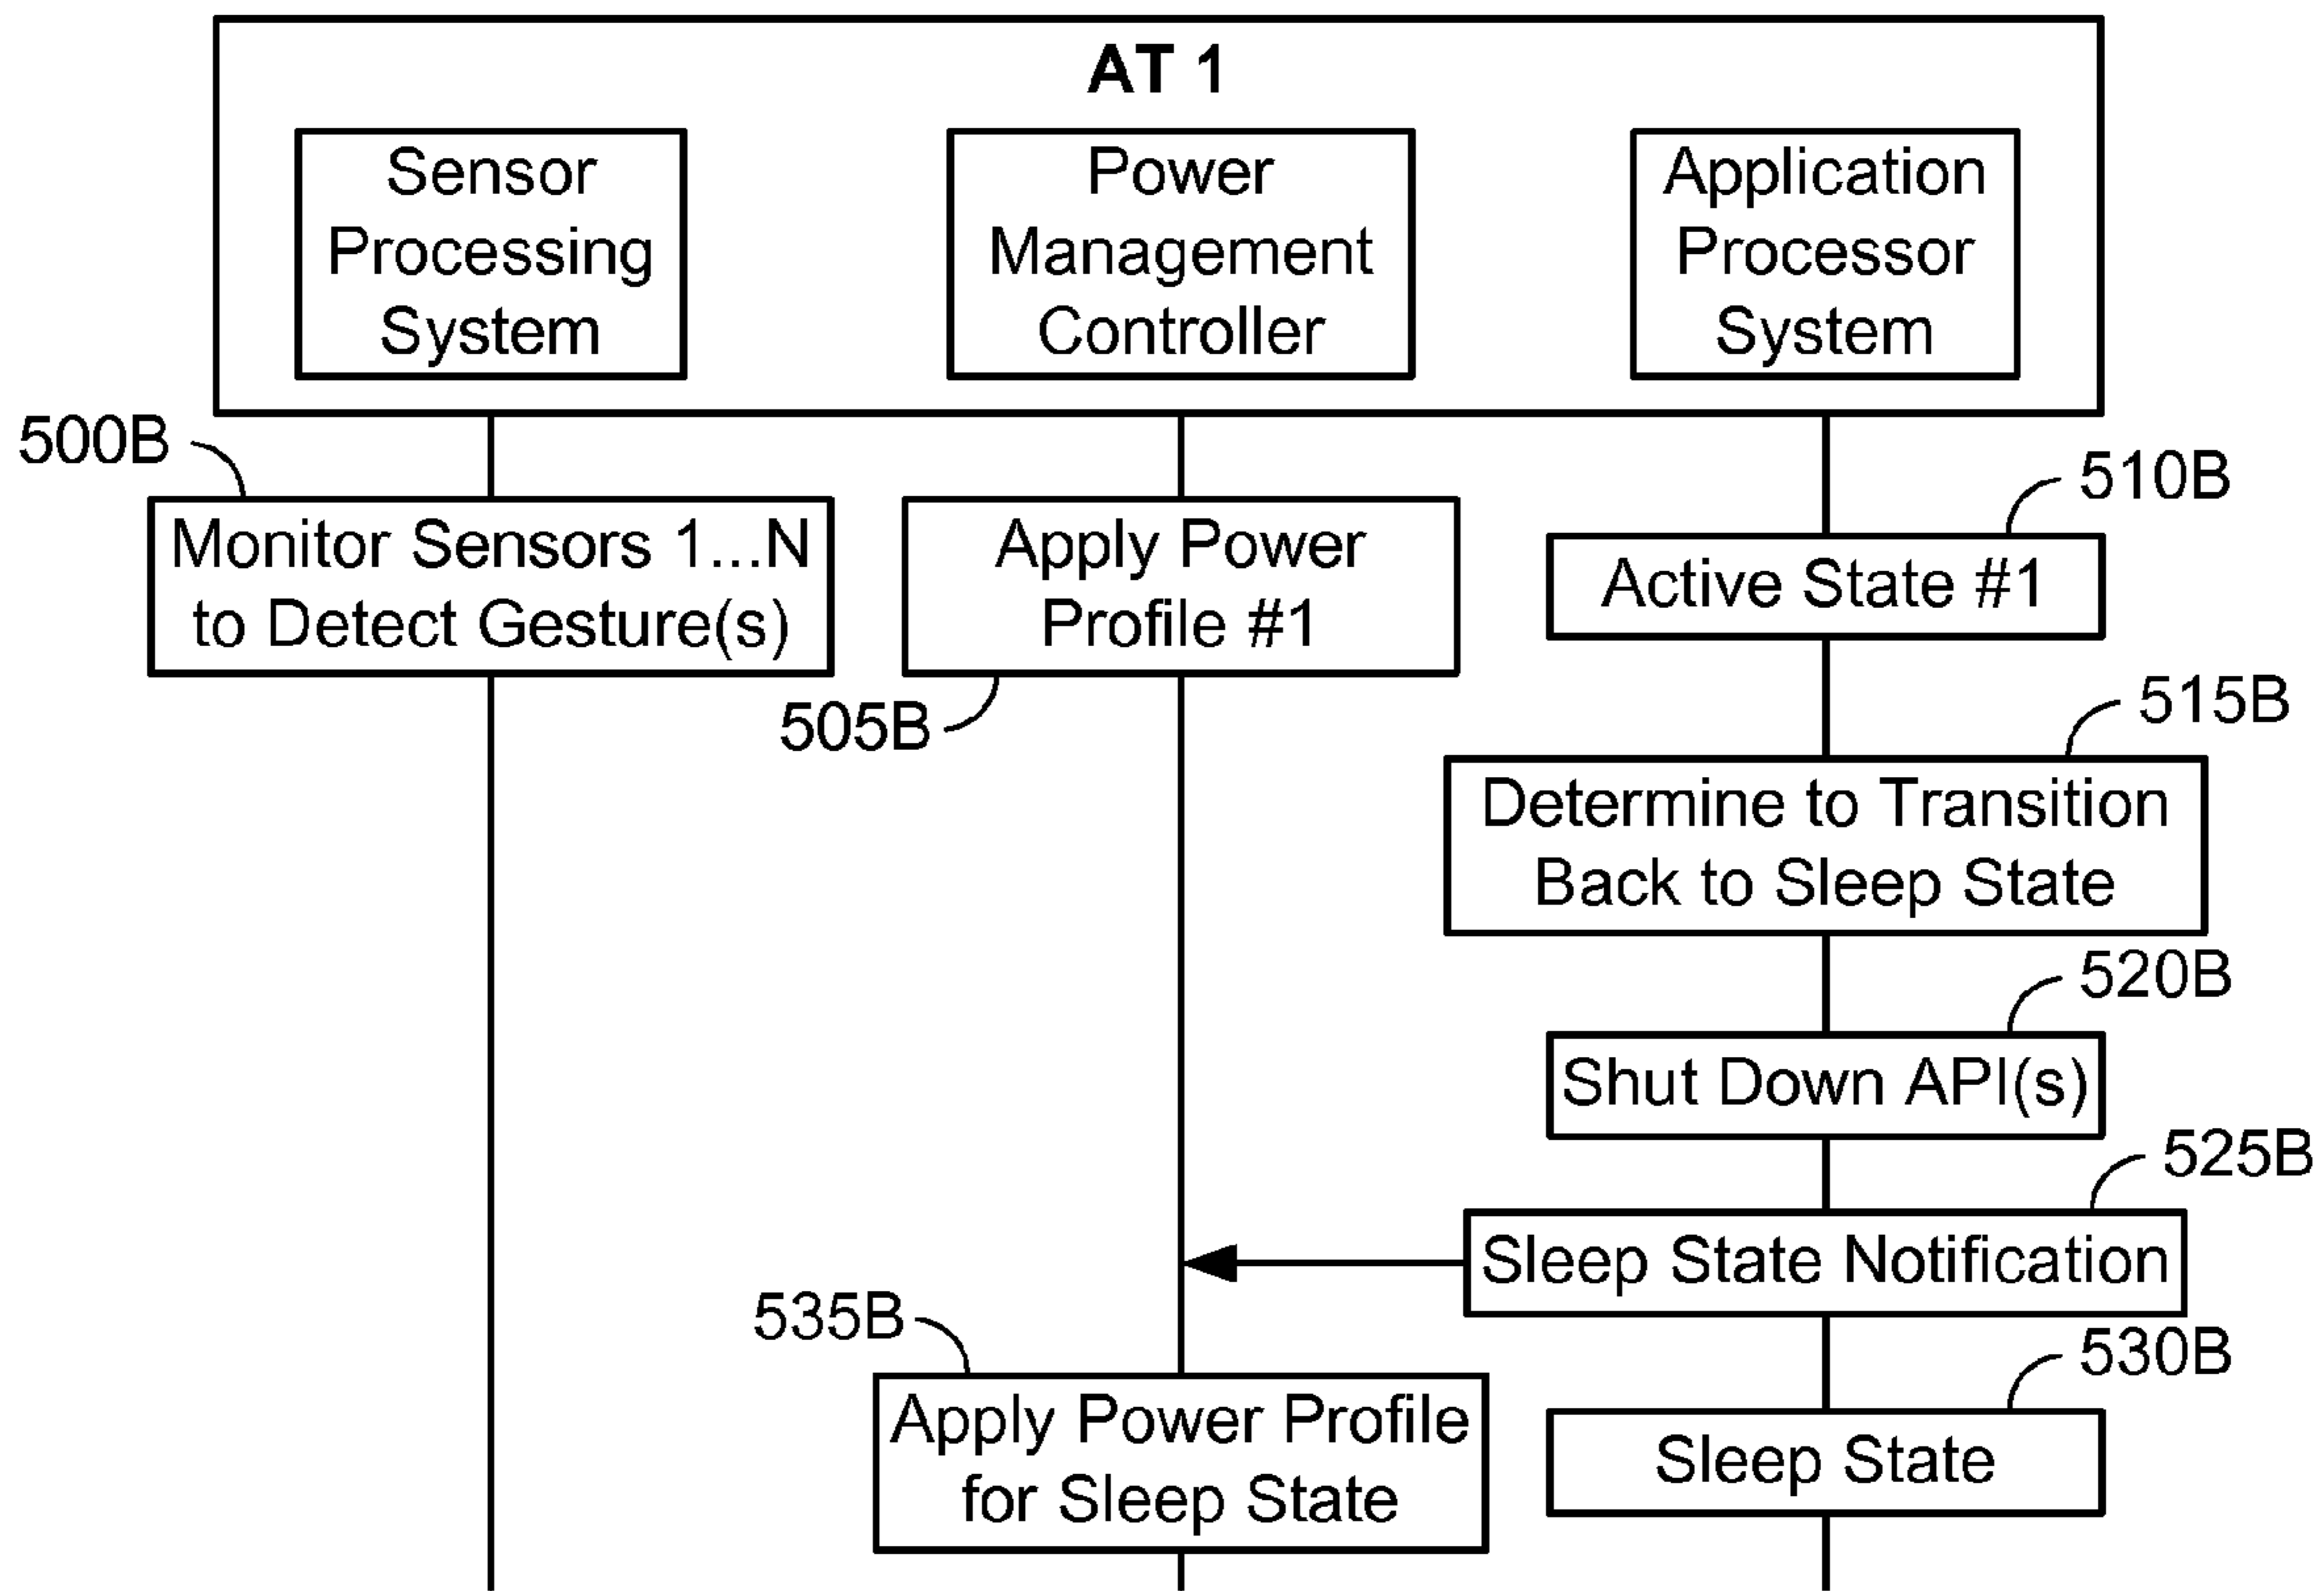 AT 1
Sensor
Processing
System
Power
Management
Controller
Application
Processor
System
500B
Monitor Sensors 1...N
to Detect Gesture(s)
Apply Power
Profile #1
505B
510B
Active State #1
515B
Determine to Transition
Back to Sleep State
520B
Shut Down API(s)
525B
Sleep State Notification
535B
Apply Power Profile
for Sleep State
530B
Sleep State